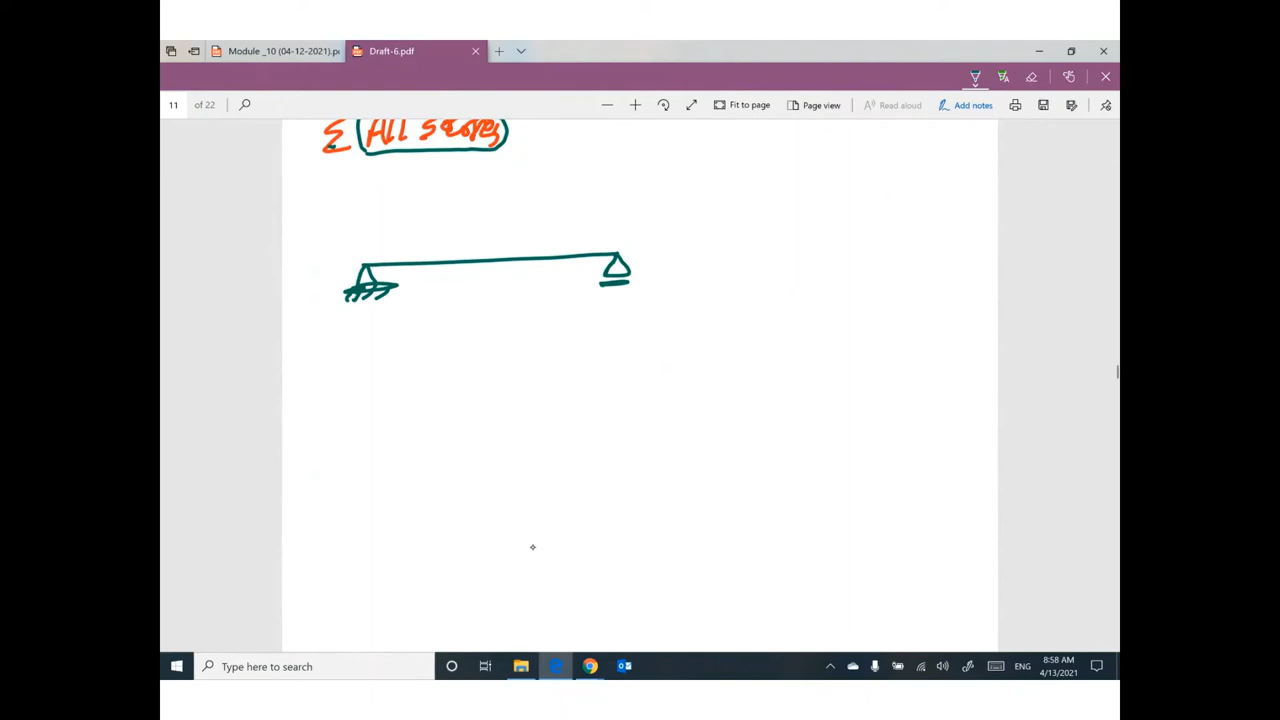 Module _10 (04-12-2021).p
Draft-6.pdf
11 of 22
Fit to page
Page view
Read aloud
Add notes
Σ All stories
Type here to search
ENG
8:58 AM
4/13/2021